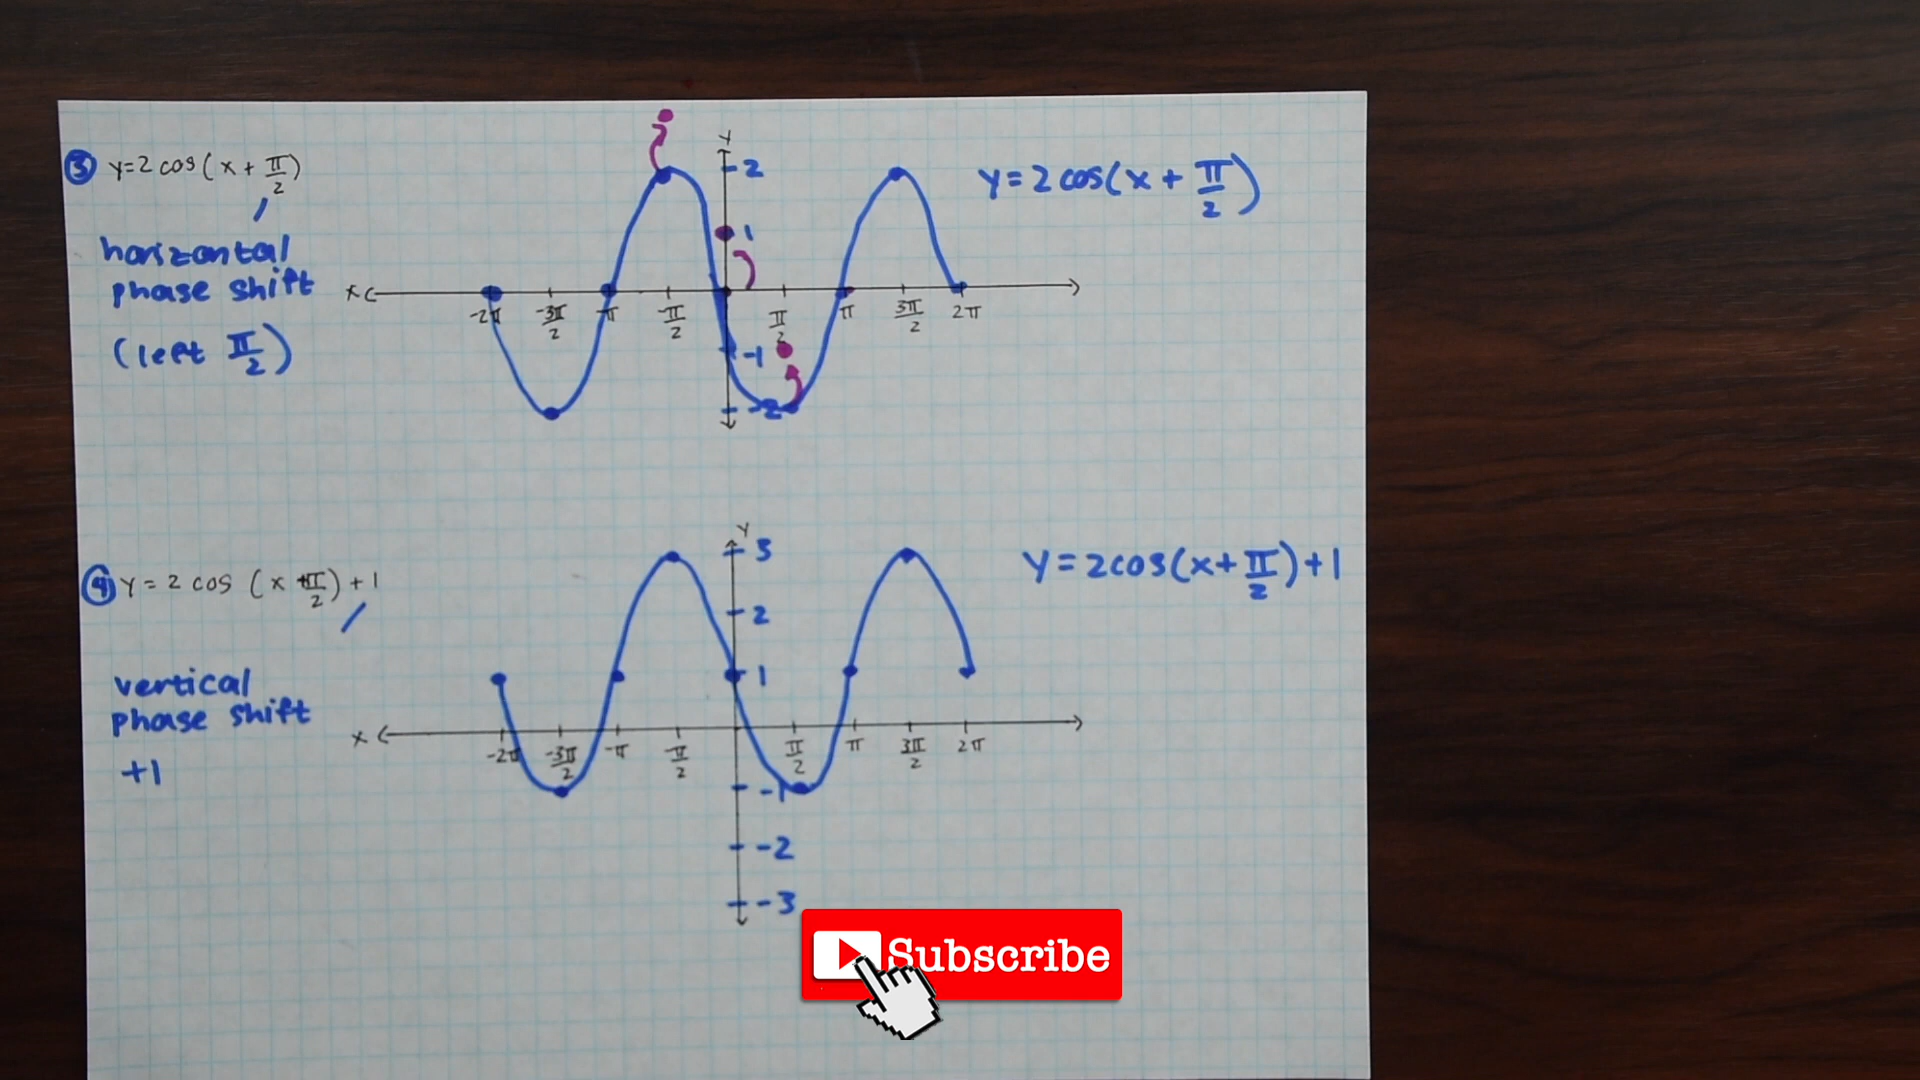 ③ y=2 cos(x + π/2)
horizontal
phase shift
(left π/2)
y
2
1
x
-2π -3π/2 -π -π/2 π/2 π 3π/2 2π
-1
-2
y = 2 cos(x + π/2)
④ y = 2 cos (x + π/2) + 1
vertical
phase shift
+1
y
3
2
1
x
-2π -3π/2 -π -π/2 π/2 π 3π/2 2π
-1
-2
-3
y = 2cos(x+π/2)+1
Subscribe